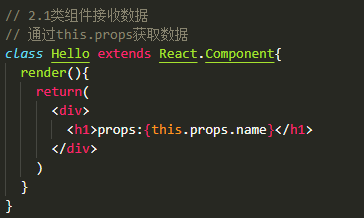 // 2.1类组件接收数据
// 通过this.props获取数据
class Hello extends React.Component{
  render(){
    return(
      <div>
        <h1>props:{this.props.name}</h1>
      </div>
    )
  }
}